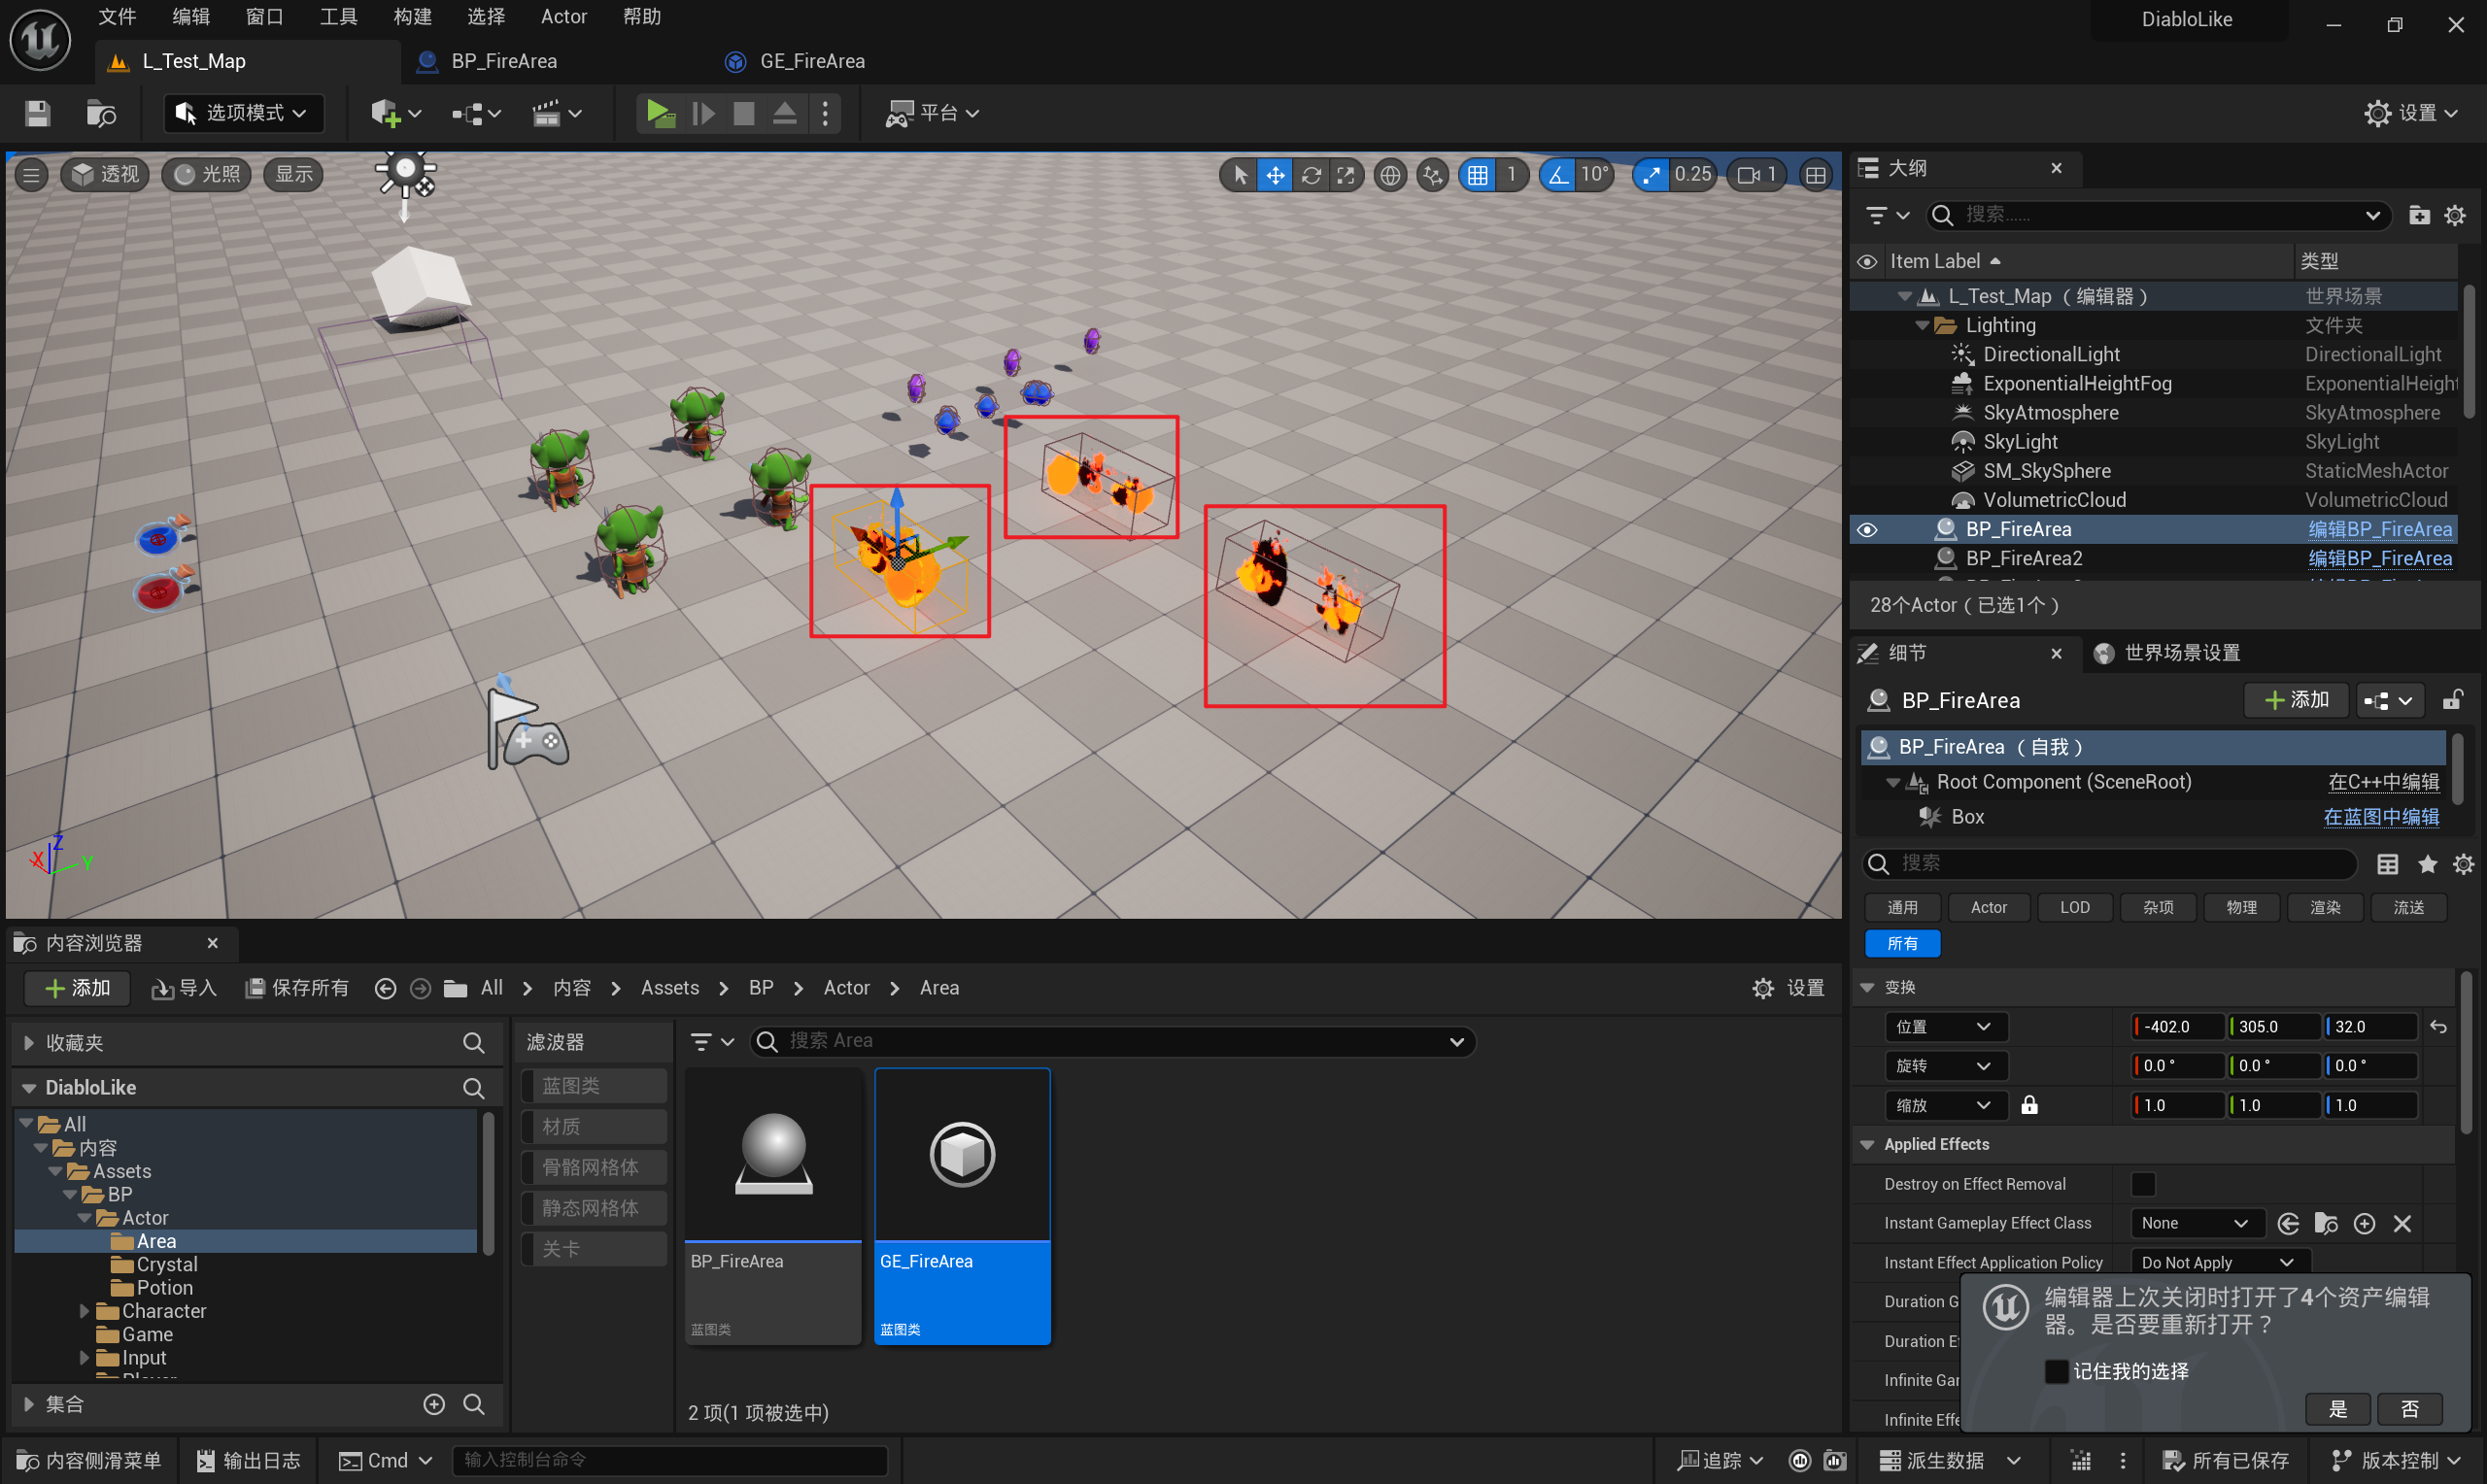 文件 编辑 窗口 工具 构建 选择 Actor 帮助
DiabloLike
L_Test_Map BP_FireArea GE_FireArea
选项模式 平台 设置
透视 光照 显示 1 10° 0.25 1
大纲
搜索......
Item Label 类型
L_Test_Map （编辑器） 世界场景
Lighting 文件夹
DirectionalLight DirectionalLight
ExponentialHeightFog ExponentialHeight
SkyAtmosphere SkyAtmosphere
SkyLight SkyLight
SM_SkySphere StaticMeshActor
VolumetricCloud VolumetricCloud
BP_FireArea 编辑BP_FireArea
BP_FireArea2 编辑BP_FireArea
28个Actor（已选1个）
细节 世界场景设置
BP_FireArea 添加
BP_FireArea （自我）
Root Component (SceneRoot) 在C++中编辑
Box 在蓝图中编辑
搜索
通用 Actor LOD 杂项 物理 渲染 流送
所有
变换
位置 -402.0 305.0 32.0
旋转 0.0 ° 0.0 ° 0.0 °
缩放 1.0 1.0 1.0
Applied Effects
Destroy on Effect Removal
Instant Gameplay Effect Class None
Instant Effect Application Policy Do Not Apply
Duration G
Duration E
Infinite Gar
Infinite Effe
编辑器上次关闭时打开了4个资产编辑
器。是否要重新打开？
记住我的选择
是 否
X Z Y
内容浏览器
添加 导入 保存所有 All 内容 Assets BP Actor Area 设置
收藏夹
DiabloLike
All
内容
Assets
BP
Actor
Area
Crystal
Potion
Character
Game
Input
集合
滤波器
蓝图类
材质
骨骼网格体
静态网格体
关卡
搜索 Area
BP_FireArea
蓝图类
GE_FireArea
蓝图类
2 项(1 项被选中)
内容侧滑菜单 输出日志 Cmd 输入控制台命令 追踪 派生数据 所有已保存 版本控制